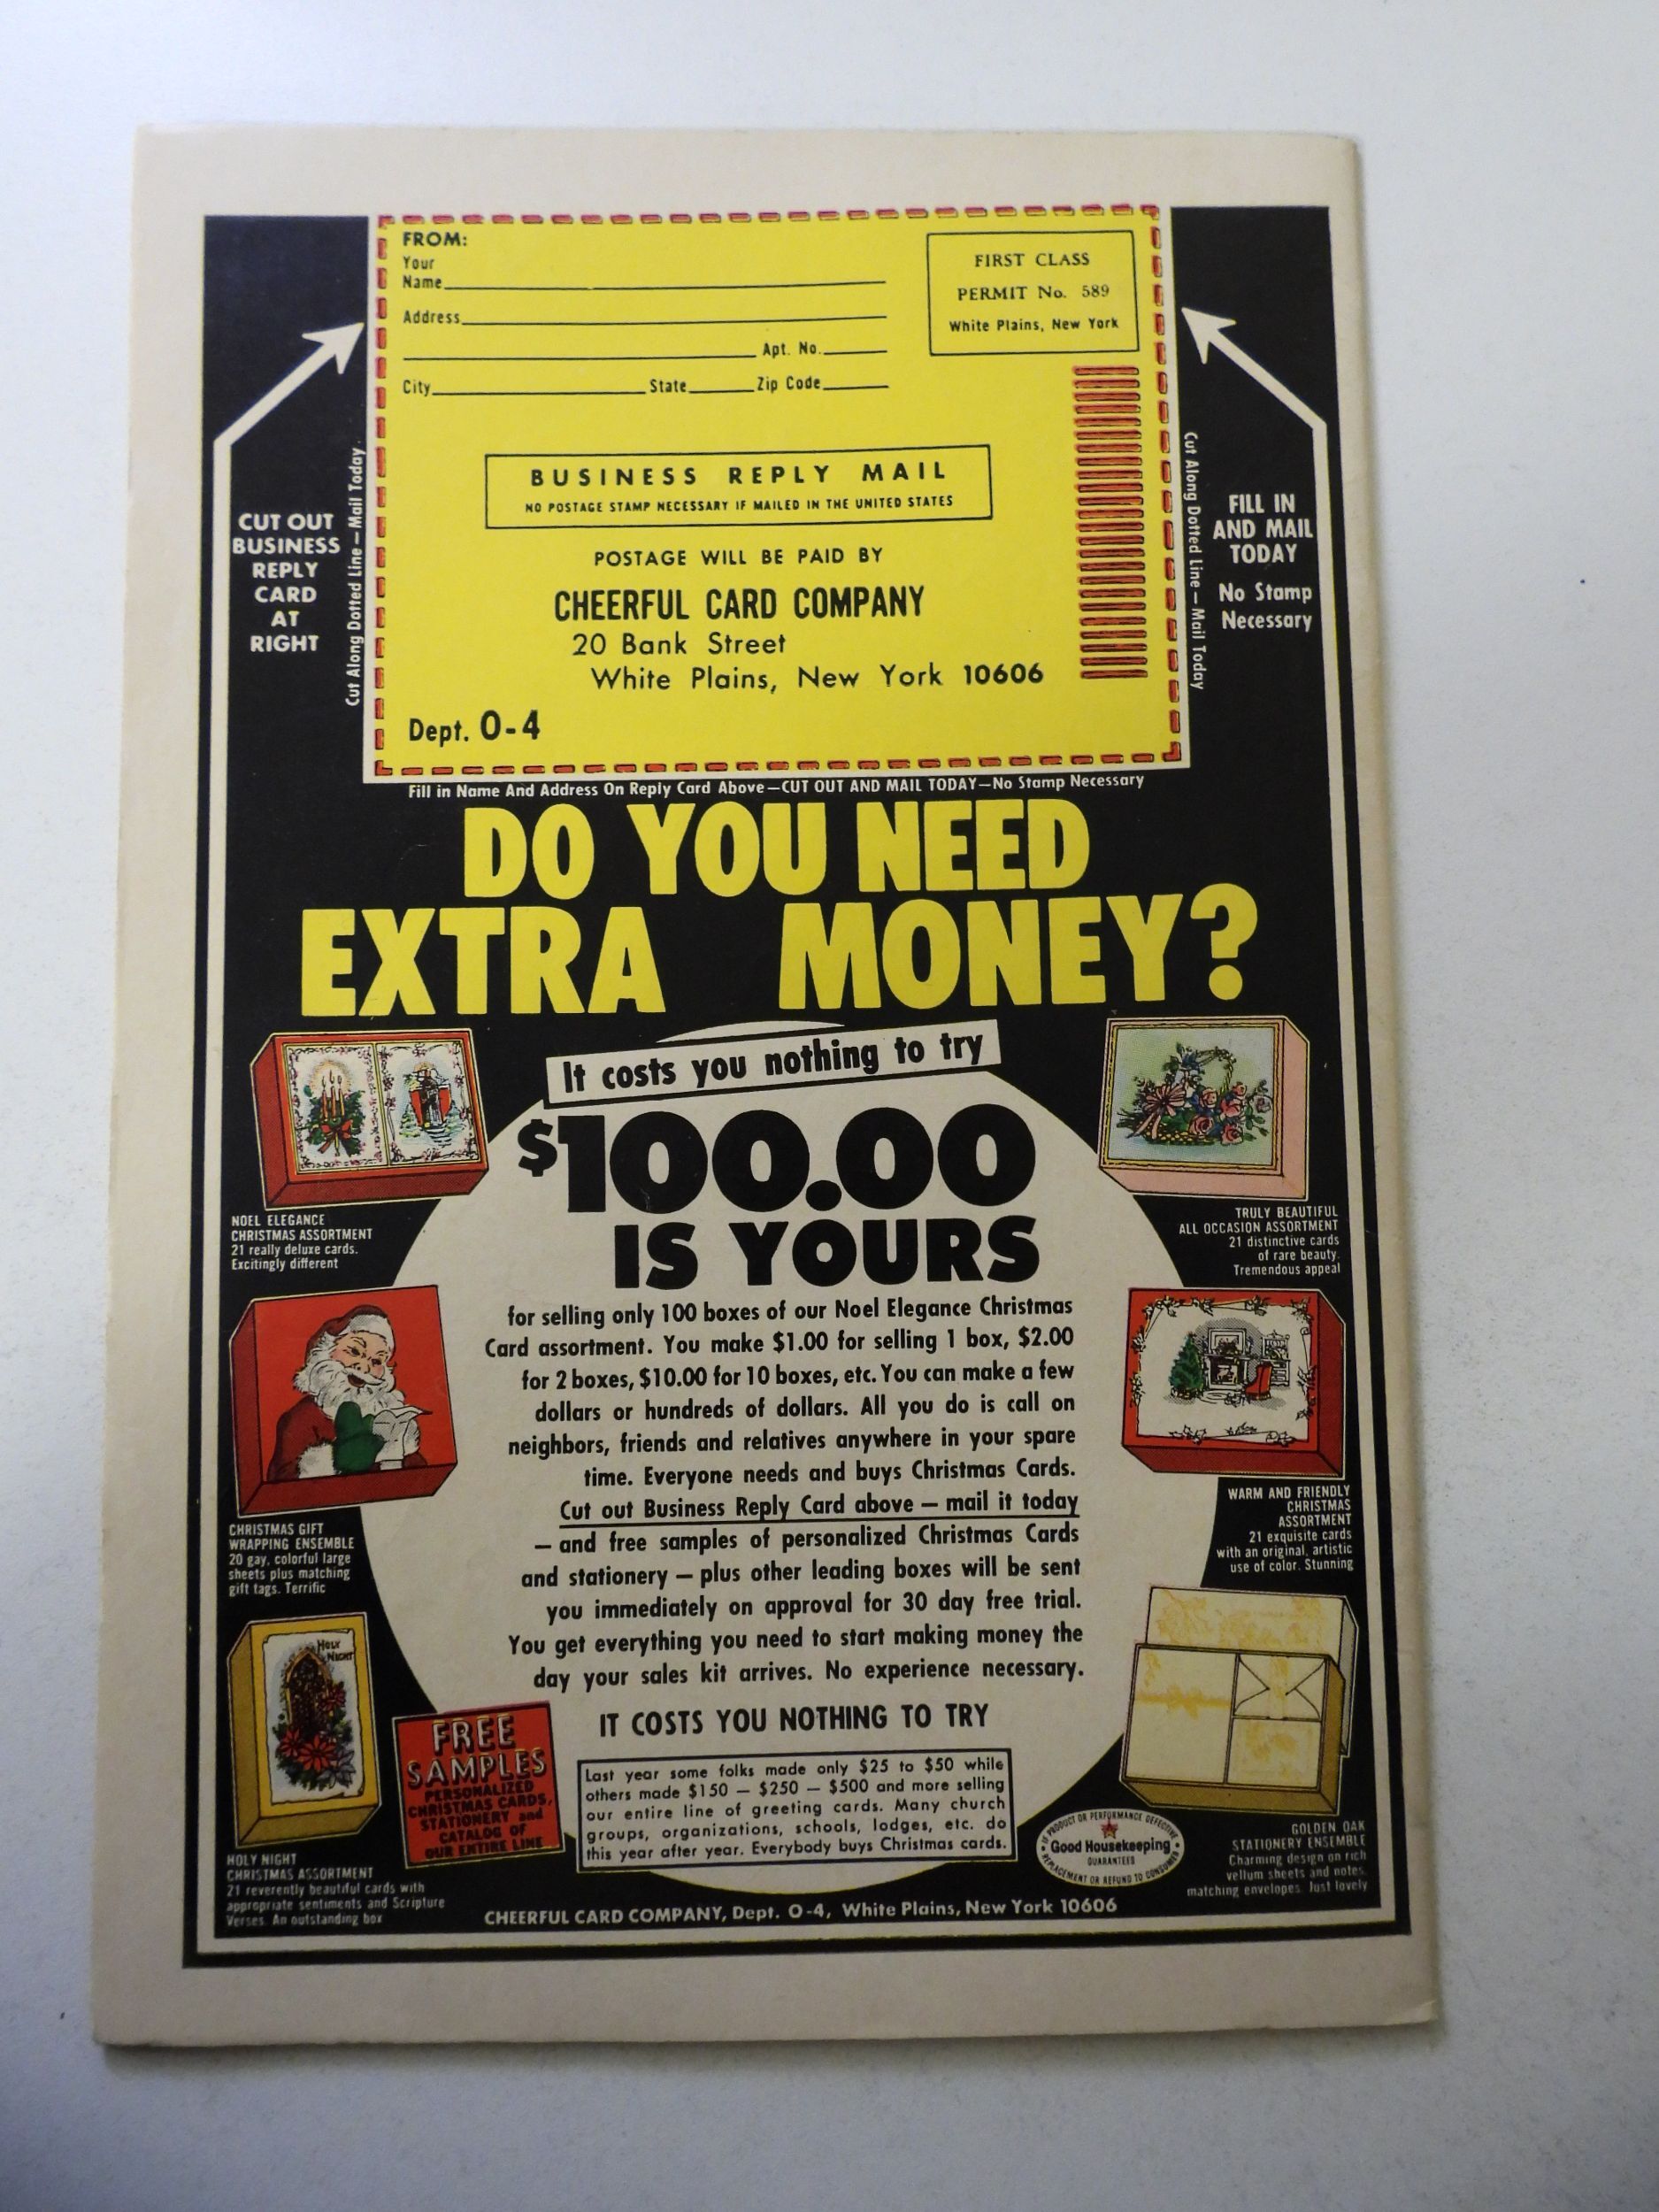 FROM:
Your
Name
Address
Apt. No.
City State Zip Code
FIRST CLASS
PERMIT No. 589
White Plains, New York
BUSINESS REPLY MAIL
NO POSTAGE STAMP NECESSARY IF MAILED IN THE UNITED STATES
POSTAGE WILL BE PAID BY
CHEERFUL CARD COMPANY
20 Bank Street
White Plains, New York 10606
Dept. O-4
CUT OUT
BUSINESS
REPLY
CARD
AT
RIGHT
Cut Along Dotted Line — Mail Today
Cut Along Dotted Line — Mail Today
FILL IN
AND MAIL
TODAY
No Stamp
Necessary
Fill in Name And Address On Reply Card Above—CUT OUT AND MAIL TODAY—No Stamp Necessary
DO YOU NEED
EXTRA MONEY?
It costs you nothing to try
$100.00
IS YOURS
for selling only 100 boxes of our Noel Elegance Christmas
Card assortment. You make $1.00 for selling 1 box, $2.00
for 2 boxes, $10.00 for 10 boxes, etc. You can make a few
dollars or hundreds of dollars. All you do is call on
neighbors, friends and relatives anywhere in your spare
time. Everyone needs and buys Christmas Cards.
Cut out Business Reply Card above — mail it today
— and free samples of personalized Christmas Cards
and stationery — plus other leading boxes will be sent
you immediately on approval for 30 day free trial.
You get everything you need to start making money the
day your sales kit arrives. No experience necessary.
IT COSTS YOU NOTHING TO TRY
Last year some folks made only $25 to $50 while
others made $150 — $250 — $500 and more selling
our entire line of greeting cards. Many church
groups, organizations, schools, lodges, etc. do
this year after year. Everybody buys Christmas cards.
NOEL ELEGANCE
CHRISTMAS ASSORTMENT
21 really deluxe cards.
Excitingly different
CHRISTMAS GIFT
WRAPPING ENSEMBLE
20 gay, colorful large
sheets plus matching
gift tags. Terrific
HOLY
NIGHT
HOLY NIGHT
CHRISTMAS ASSORTMENT
21 reverently beautiful cards with
appropriate sentiments and Scripture
Verses. An outstanding box
FREE
SAMPLES
PERSONALIZED
CHRISTMAS CARDS,
STATIONERY and
CATALOG OF
OUR ENTIRE LINE
TRULY BEAUTIFUL
ALL OCCASION ASSORTMENT
21 distinctive cards
of rare beauty.
Tremendous appeal
WARM AND FRIENDLY
CHRISTMAS
ASSORTMENT
21 exquisite cards
with an original, artistic
use of color. Stunning
GOLDEN OAK
STATIONERY ENSEMBLE
Charming design on rich
vellum sheets and notes,
matching envelopes. Just lovely
IF PRODUCT OR PERFORMANCE DEFECTIVE
Good Housekeeping
GUARANTEES
REPLACEMENT OR REFUND TO CONSUMER
CHEERFUL CARD COMPANY, Dept. O-4, White Plains, New York 10606